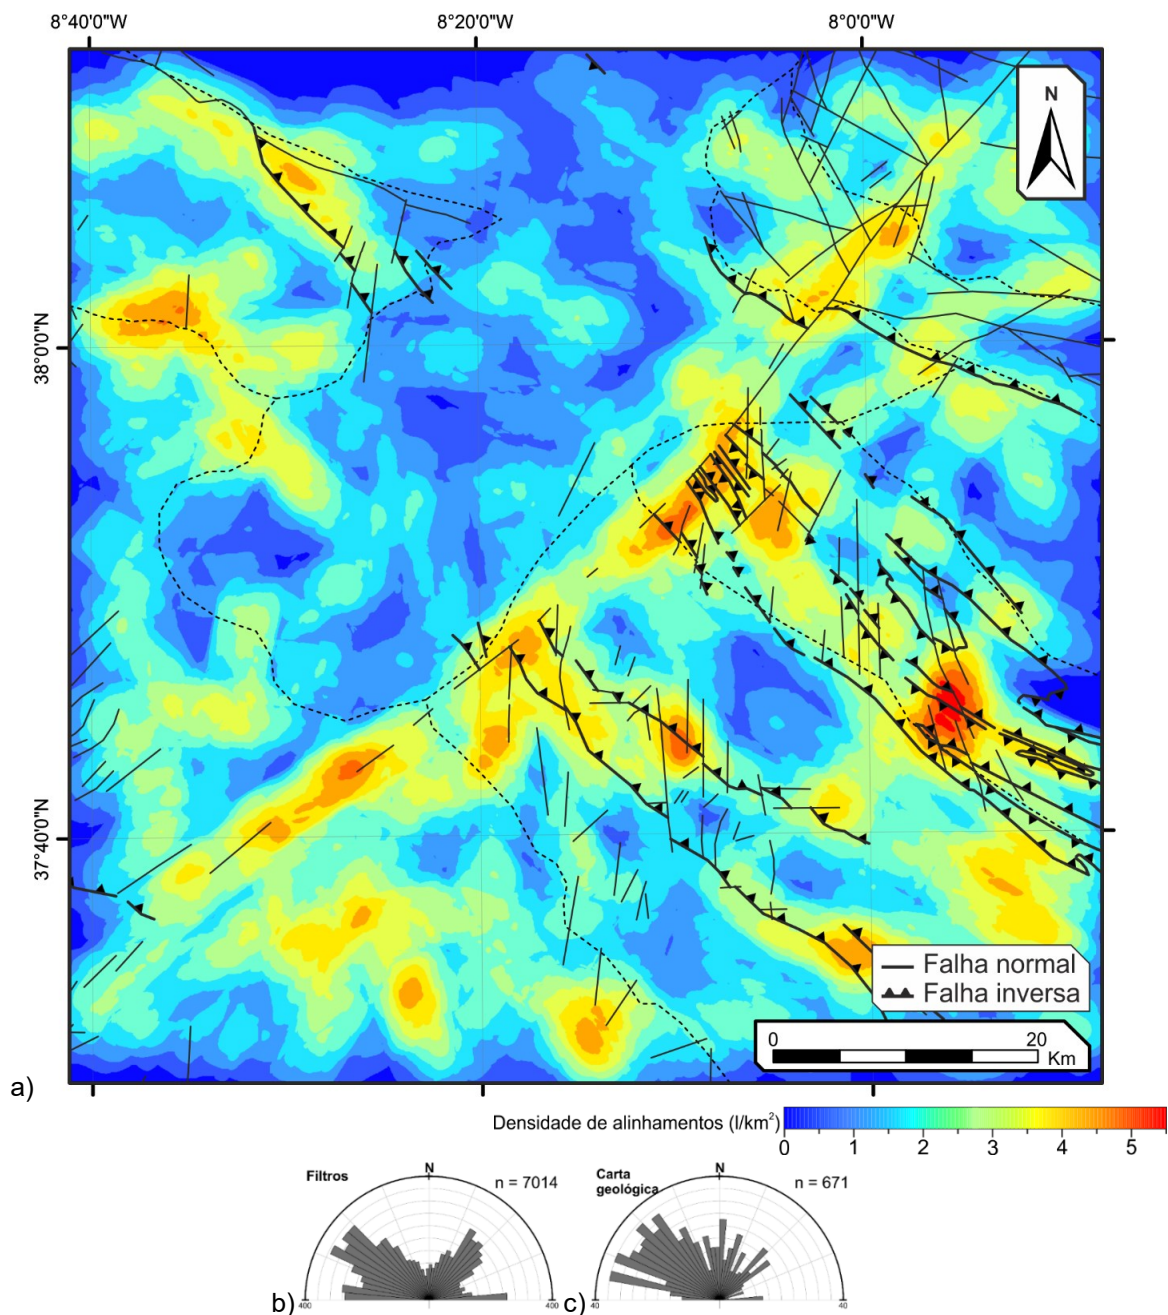 8°40'0"W 8°20'0"W 8°0'0"W
N
38°0'0"N
37°40'0"N
Falha normal
Falha inversa
0 20
Km
a)
Densidade de alinhamentos (l/km²)
0 1 2 3 4 5
Filtros N n = 7014
Carta geológica N n = 671
b) 400 400
c) 40 40